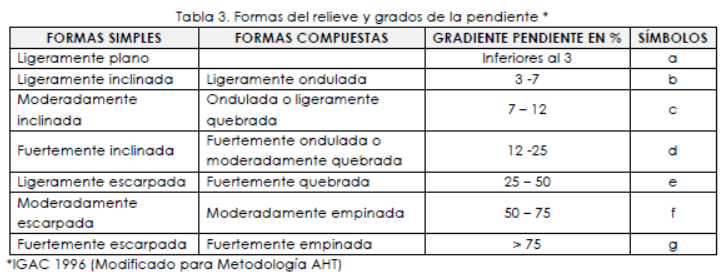 Tabla 3. Formas del relieve y grados de la pendiente *
FORMAS SIMPLES FORMAS COMPUESTAS GRADIENTE PENDIENTE EN % SÍMBOLOS
Ligeramente plano Inferiores al 3 a
Ligeramente inclinada Ligeramente ondulada 3 -7 b
Moderadamente inclinada Ondulada o ligeramente quebrada 7 – 12 c
Fuertemente inclinada Fuertemente ondulada o moderadamente quebrada 12 -25 d
Ligeramente escarpada Fuertemente quebrada 25 – 50 e
Moderadamente escarpada Moderadamente empinada 50 – 75 f
Fuertemente escarpada Fuertemente empinada > 75 g
*IGAC 1996 (Modificado para Metodología AHT)